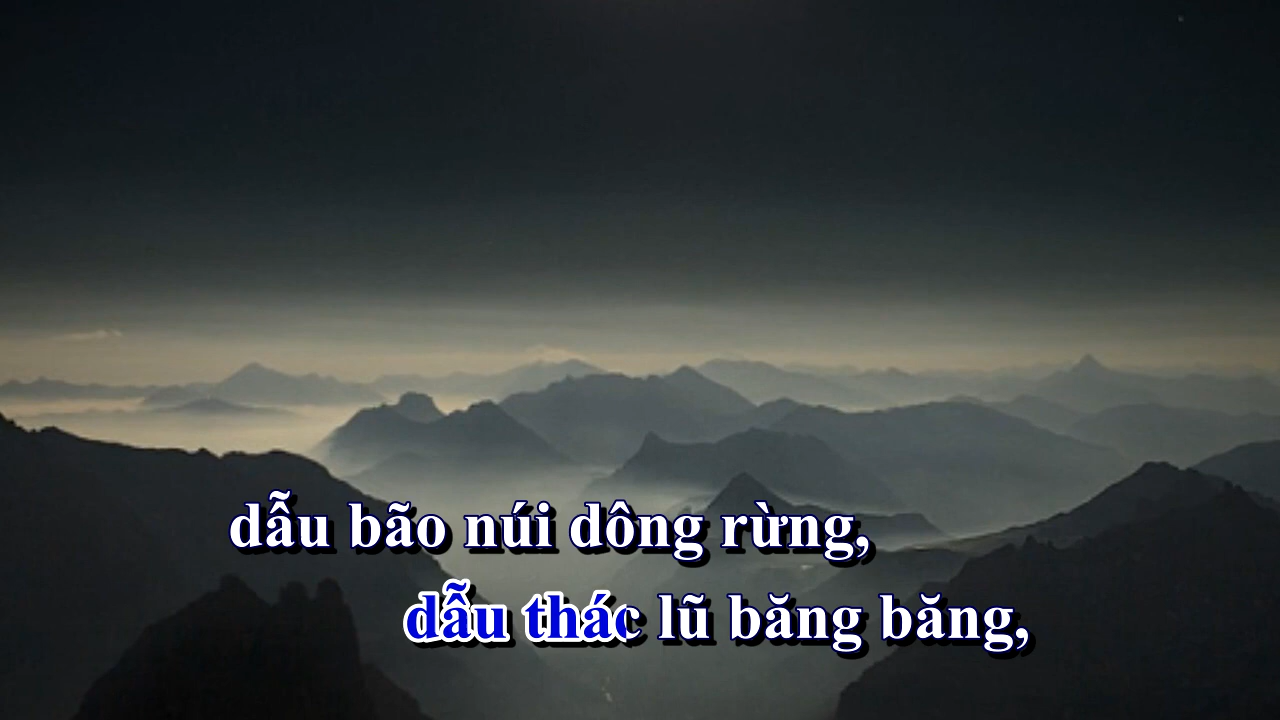 dẫu bão núi dông rừng,
dẫu thác lũ băng băng,